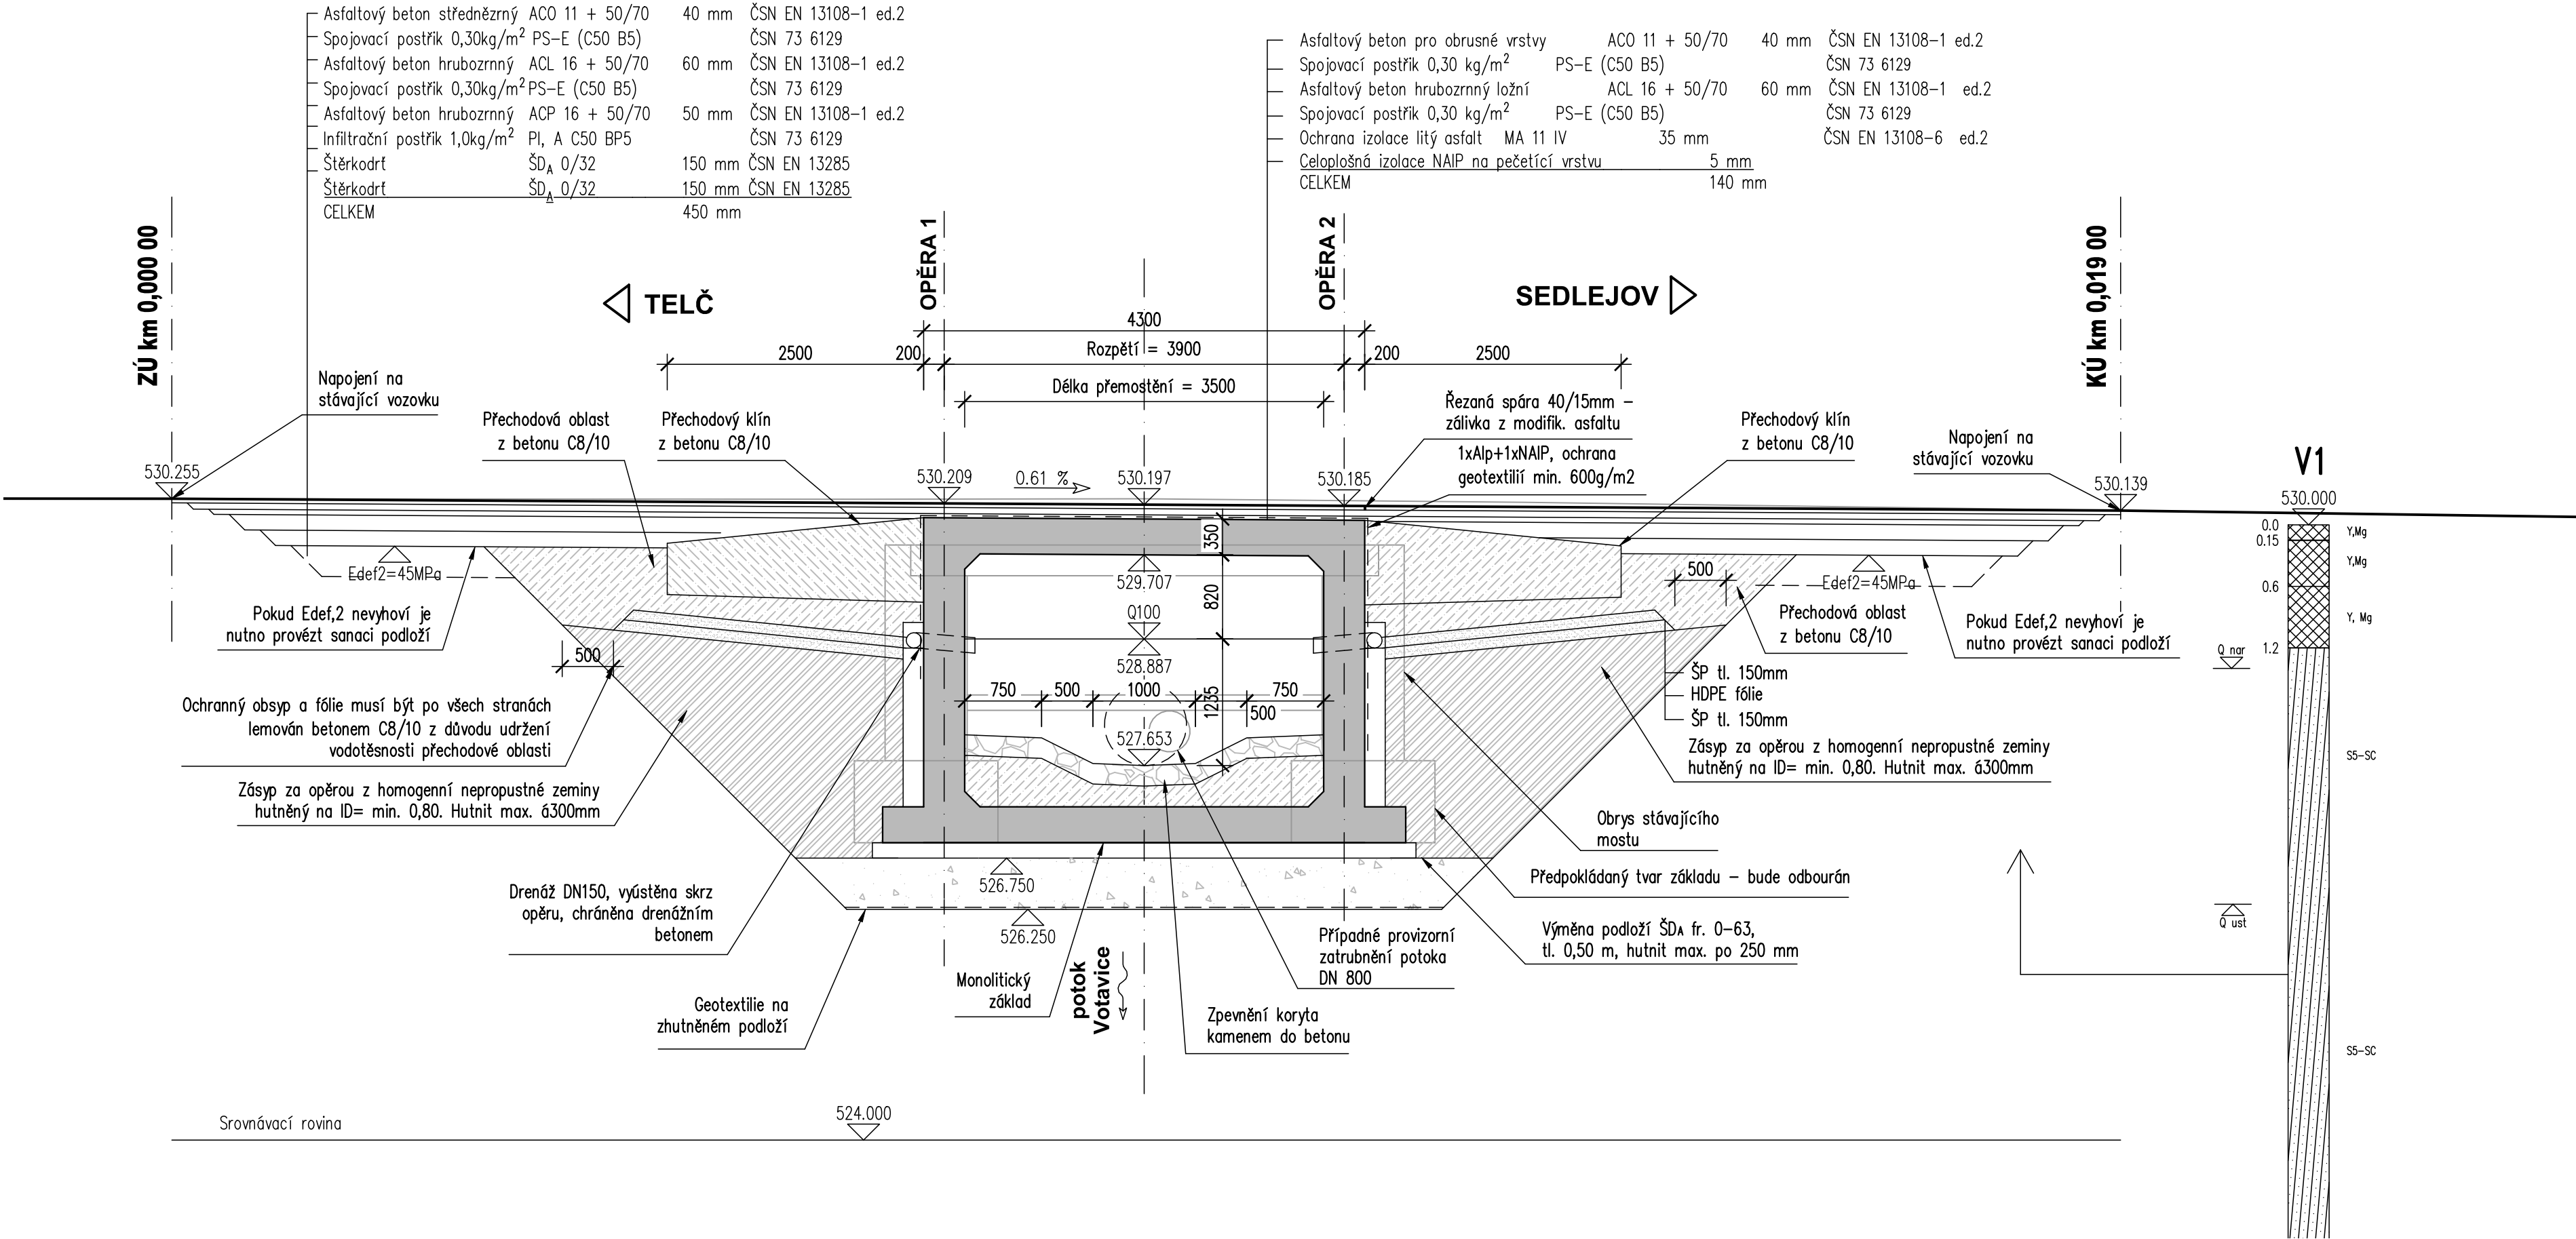 Asfaltový beton střednězrný ACO 11 + 50/70 40 mm ČSN EN 13108-1 ed.2
Spojovací postřik 0,30kg/m² PS-E (C50 B5) ČSN 73 6129
Asfaltový beton hrubozrnný ACL 16 + 50/70 60 mm ČSN EN 13108-1 ed.2
Spojovací postřik 0,30kg/m² PS-E (C50 B5) ČSN 73 6129
Asfaltový beton hrubozrnný ACP 16 + 50/70 50 mm ČSN EN 13108-1 ed.2
Infiltrační postřik 1,0kg/m² PI, A C50 BP5 ČSN 73 6129
Štěrkodrť ŠDA 0/32 150 mm ČSN EN 13285
Štěrkodrť ŠDA 0/32 150 mm ČSN EN 13285
CELKEM 450 mm
Asfaltový beton pro obrusné vrstvy ACO 11 + 50/70 40 mm ČSN EN 13108-1 ed.2
Spojovací postřik 0,30 kg/m² PS-E (C50 B5) ČSN 73 6129
Asfaltový beton hrubozrnný ložní ACL 16 + 50/70 60 mm ČSN EN 13108-1 ed.2
Spojovací postřik 0,30 kg/m² PS-E (C50 B5) ČSN 73 6129
Ochrana izolace litý asfalt MA 11 IV 35 mm ČSN EN 13108-6 ed.2
Celoplošná izolace NAIP na pečetící vrstvu 5 mm
CELKEM 140 mm
ZÚ km 0,000 00
OPĚRA 1
OPĚRA 2
KÚ km 0,019 00
TELČ
SEDLEJOV
4300
2500
200
Rozpětí = 3900
200
2500
Délka přemostění = 3500
Napojení na
stávající vozovku
Přechodová oblast
z betonu C8/10
Přechodový klín
z betonu C8/10
Řezaná spára 40/15mm -
zálivka z modifik. asfaltu
1xAlp+1xNAIP, ochrana
geotextilií min. 600g/m2
Přechodový klín
z betonu C8/10
Napojení na
stávající vozovku
V1
530.255
530.209
0.61 %
530.197
530.185
530.139
530.000
0.0
0.15
0.6
1.2
Y,Mg
Y,Mg
Y, Mg
Q nar
S5-SC
Q ust
S5-SC
350
820
1235
529.707
Q100
528.887
750
500
1000
500
750
527.653
Edef2=45MPa
Edef2=45MPa
500
Pokud Edef,2 nevyhoví je
nutno provézt sanaci podloží
500
Přechodová oblast
z betonu C8/10
Pokud Edef,2 nevyhoví je
nutno provézt sanaci podloží
ŠP tl. 150mm
HDPE fólie
ŠP tl. 150mm
Ochranný obsyp a fólie musí být po všech stranách
lemován betonem C8/10 z důvodu udržení
vodotěsnosti přechodové oblasti
Zásyp za opěrou z homogenní nepropustné zeminy
hutněný na ID= min. 0,80. Hutnit max. á300mm
Zásyp za opěrou z homogenní nepropustné zeminy
hutněný na ID= min. 0,80. Hutnit max. á300mm
Obrys stávajícího
mostu
Předpokládaný tvar základu - bude odbourán
Výměna podloží ŠDA fr. 0-63,
tl. 0,50 m, hutnit max. po 250 mm
Drenáž DN150, vyústěna skrz
opěru, chráněna drenážním
betonem
526.750
526.250
Monolitický
základ
potok
Votavice
Případné provizorní
zatrubnění potoka
DN 800
Zpevnění koryta
kamenem do betonu
Geotextilie na
zhutněném podloží
Srovnávací rovina
524.000